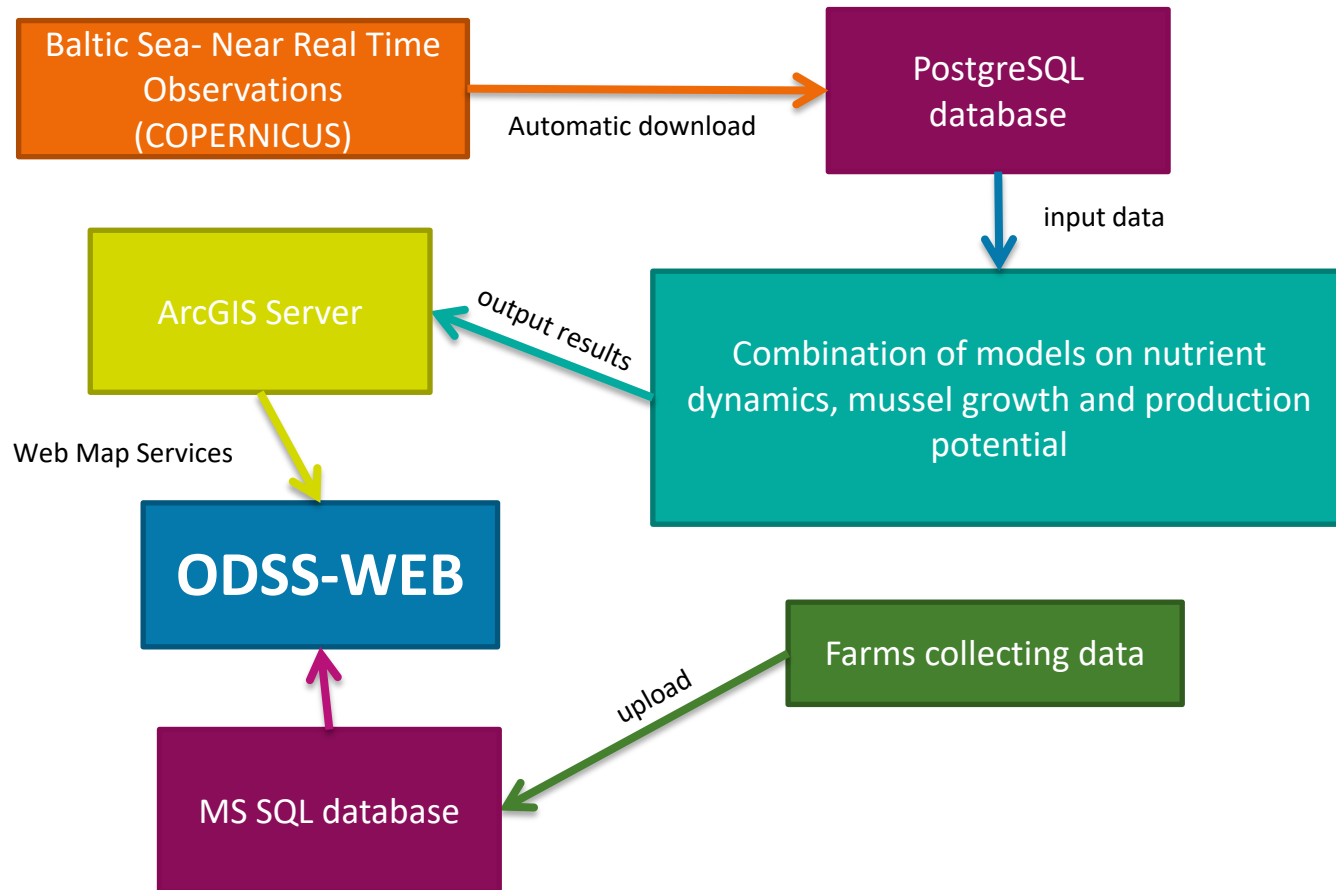 Baltic Sea- Near Real Time
Observations
(COPERNICUS)
Automatic download
PostgreSQL
database
input data
ArcGIS Server
output results
Combination of models on nutrient
dynamics, mussel growth and production
potential
Web Map Services
ODSS-WEB
Farms collecting data
upload
MS SQL database